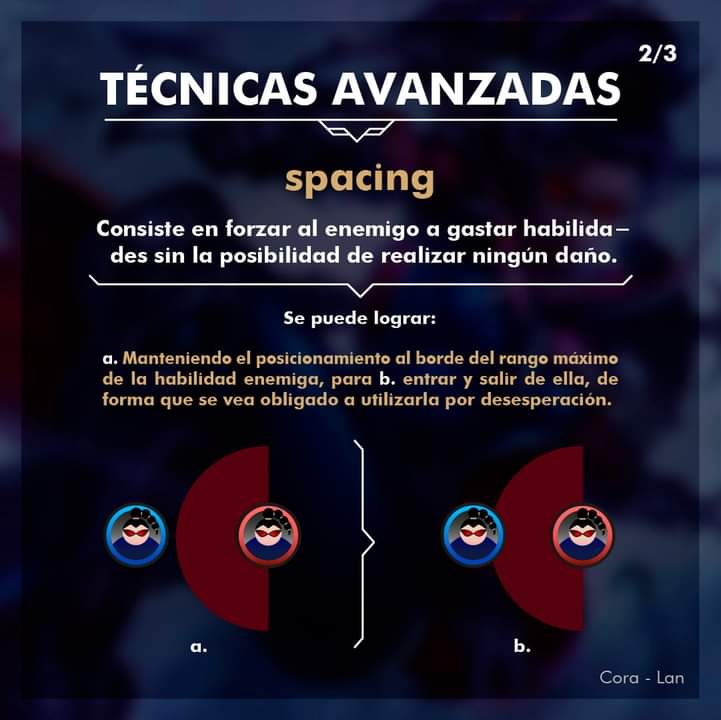 2/3
TÉCNICAS AVANZADAS
spacing
Consiste en forzar al enemigo a gastar habilida–
des sin la posibilidad de realizar ningún daño.
Se puede lograr:
a. Manteniendo el posicionamiento al borde del rango máximo
de la habilidad enemiga, para b. entrar y salir de ella, de
forma que se vea obligado a utilizarla por desesperación.
a.
b.
Cora - Lan